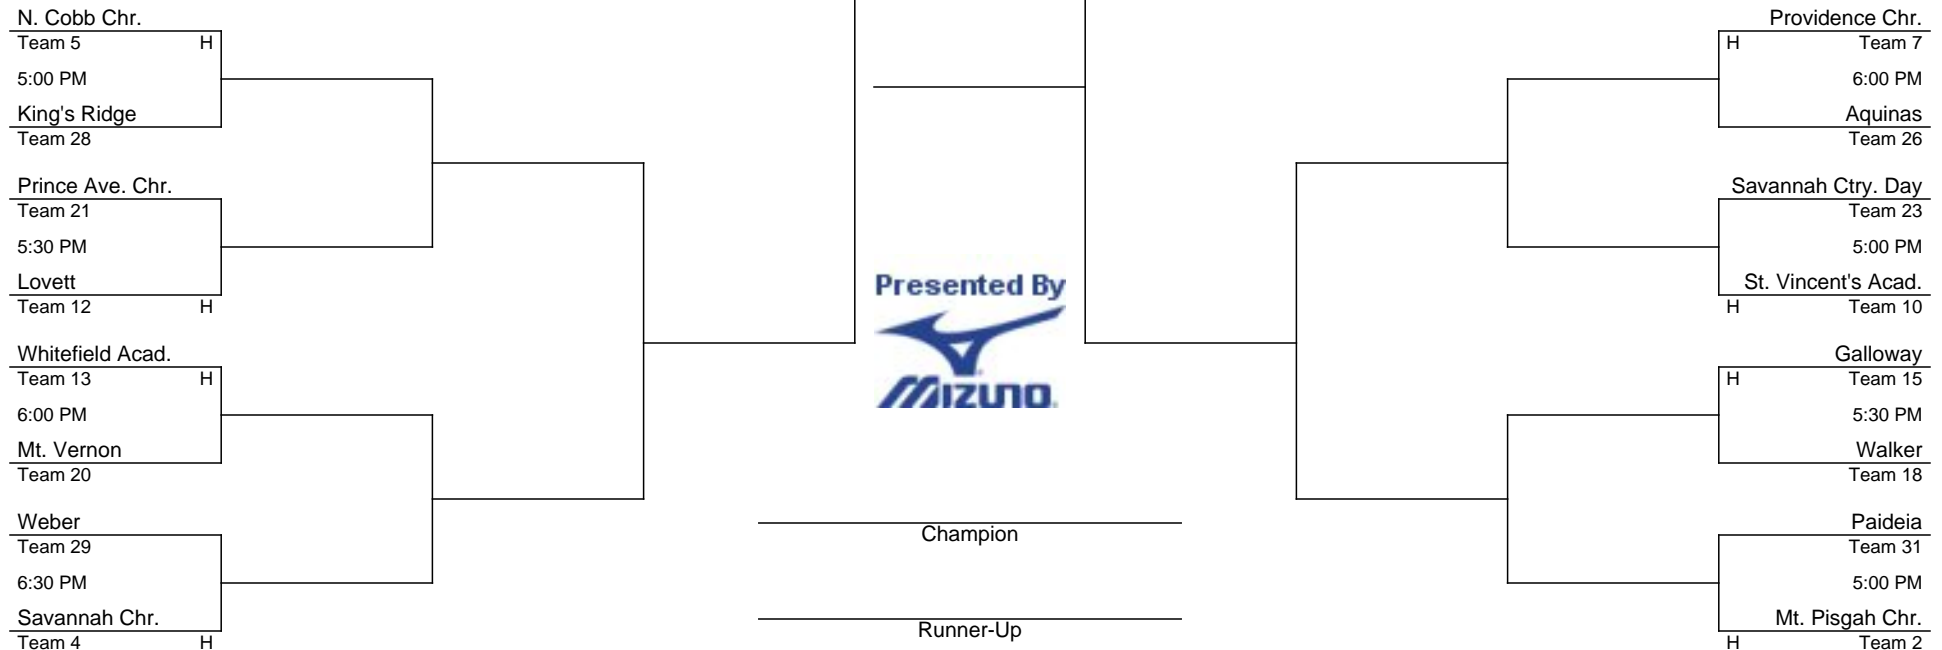 N. Cobb Chr.
Team 5 H
5:00 PM
King's Ridge
Team 28
Prince Ave. Chr.
Team 21
5:30 PM
Lovett
Team 12 H
Whitefield Acad.
Team 13 H
6:00 PM
Mt. Vernon
Team 20
Weber
Team 29
6:30 PM
Savannah Chr.
Team 4 H
Presented By
MIZUNO.
Champion
Runner-Up
Providence Chr.
H Team 7
6:00 PM
Aquinas
Team 26
Savannah Ctry. Day
Team 23
5:00 PM
St. Vincent's Acad.
H Team 10
Galloway
H Team 15
5:30 PM
Walker
Team 18
Paideia
Team 31
5:00 PM
Mt. Pisgah Chr.
H Team 2